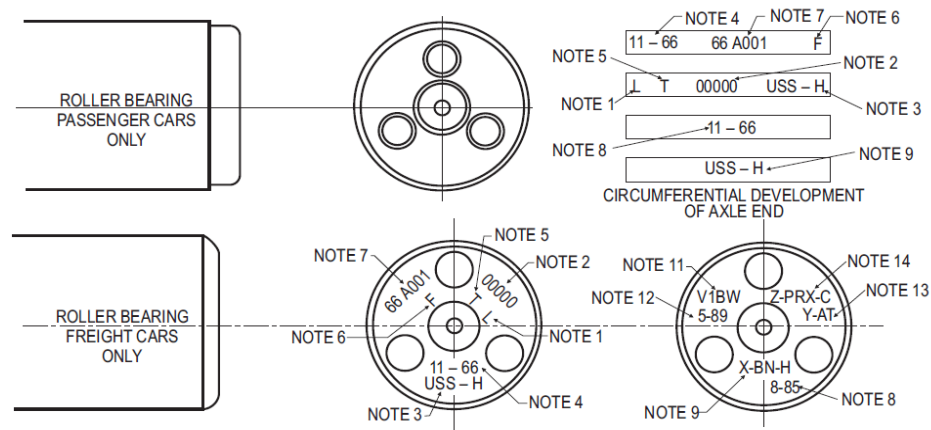 NOTE 4
NOTE 7
NOTE 6
11 – 66 66 A001 F
NOTE 5
NOTE 2
L T 00000 USS – H
NOTE 1
NOTE 3
11 – 66
NOTE 8
USS – H
NOTE 9
CIRCUMFERENTIAL DEVELOPMENT
OF AXLE END
ROLLER BEARING
PASSENGER CARS
ONLY
ROLLER BEARING
FREIGHT CARS
ONLY
NOTE 7
NOTE 5
NOTE 2
66 A001
00000
F
T
L
NOTE 6
NOTE 1
11 – 66
USS – H
NOTE 3
NOTE 4
NOTE 11
NOTE 14
NOTE 12
NOTE 13
V1BW
Z-PRX-C
5-89
Y-AT
X-BN-H
8-85
NOTE 8
NOTE 9